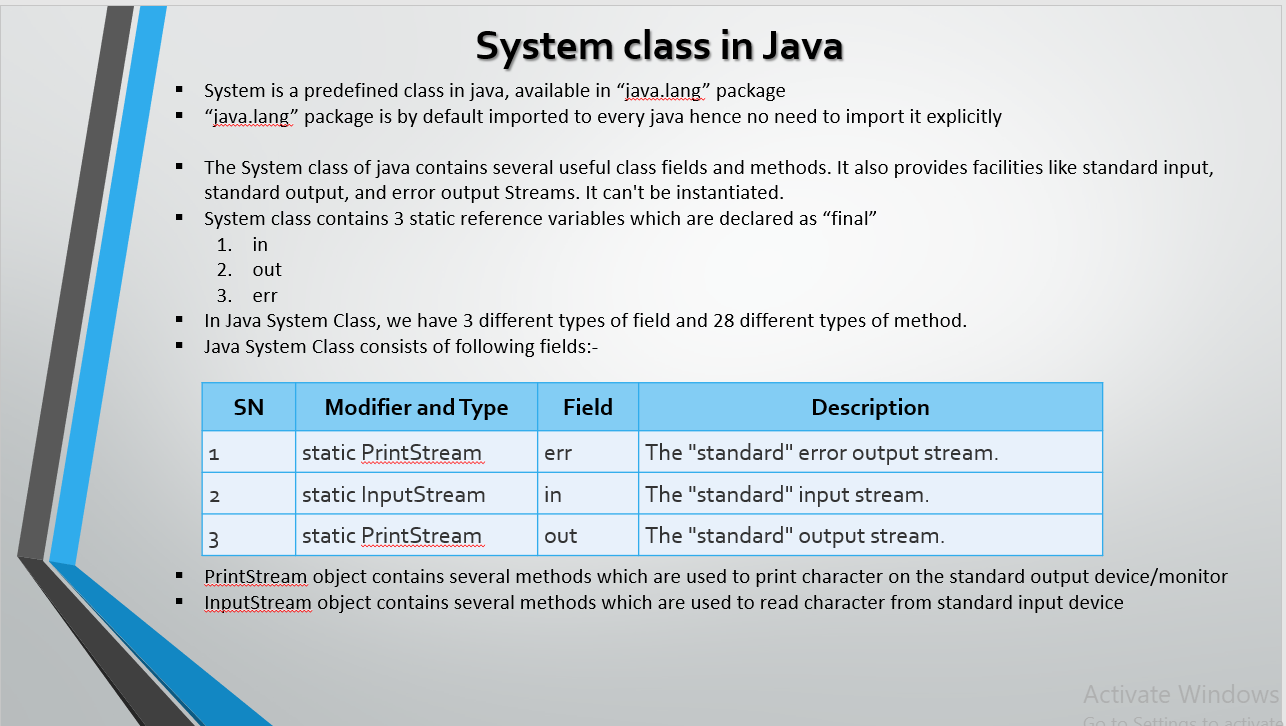 System class in Java
▪ System is a predefined class in java, available in “java.lang” package
▪ “java.lang” package is by default imported to every java hence no need to import it explicitly
▪ The System class of java contains several useful class fields and methods. It also provides facilities like standard input,
standard output, and error output Streams. It can't be instantiated.
▪ System class contains 3 static reference variables which are declared as “final”
1. in
2. out
3. err
▪ In Java System Class, we have 3 different types of field and 28 different types of method.
▪ Java System Class consists of following fields:-
SN Modifier and Type Field Description
1 static PrintStream err The "standard" error output stream.
2 static InputStream in The "standard" input stream.
3 static PrintStream out The "standard" output stream.
▪ PrintStream object contains several methods which are used to print character on the standard output device/monitor
▪ InputStream object contains several methods which are used to read character from standard input device
Activate Windows
Go to Settings to activate